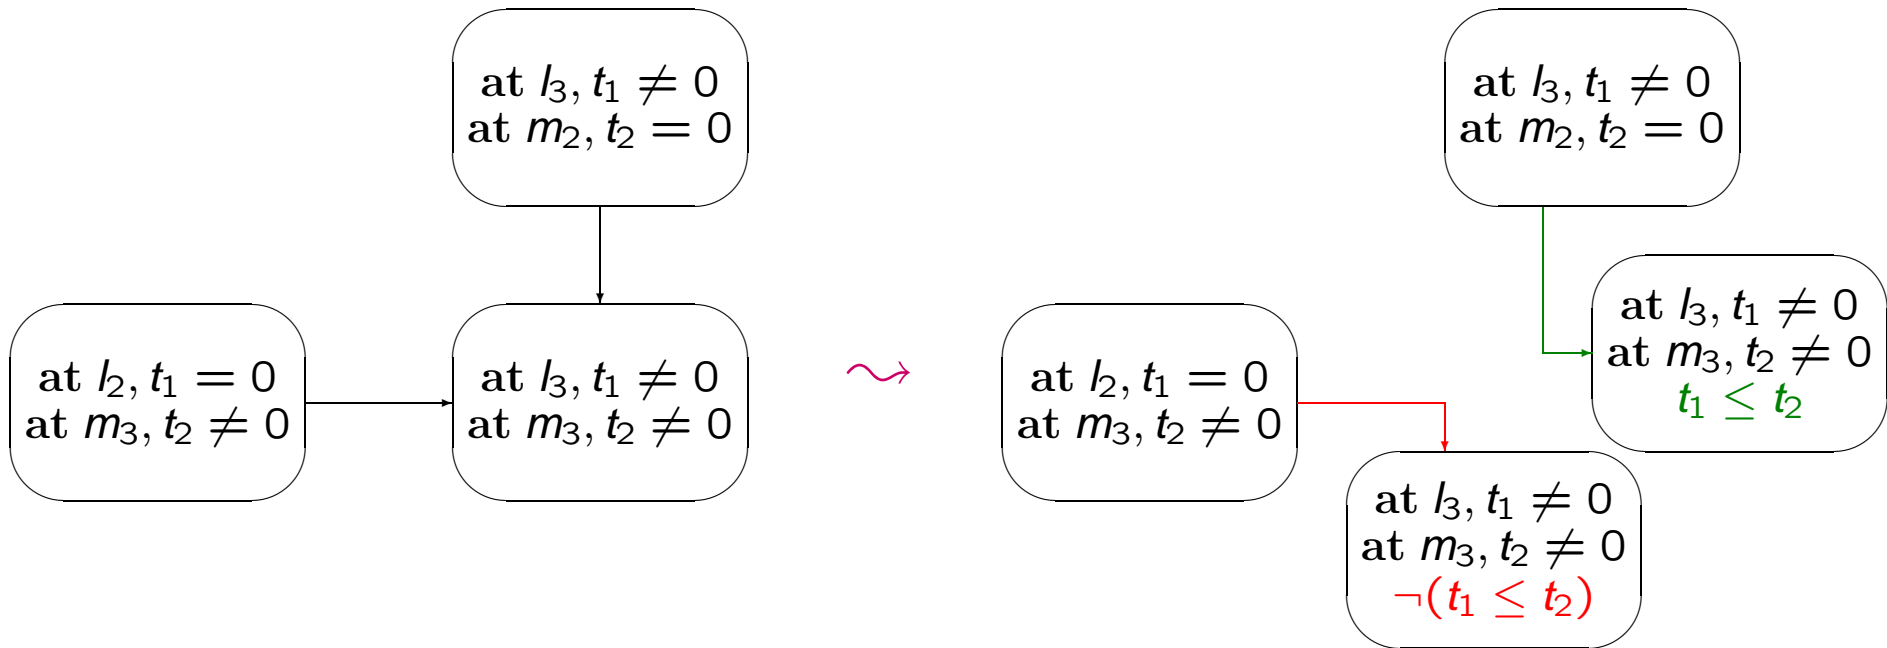 at l₃, t₁ ≠ 0
at m₂, t₂ = 0
at l₂, t₁ = 0
at m₃, t₂ ≠ 0
at l₃, t₁ ≠ 0
at m₃, t₂ ≠ 0
⤳
at l₃, t₁ ≠ 0
at m₂, t₂ = 0
at l₃, t₁ ≠ 0
at m₃, t₂ ≠ 0
t₁ ≤ t₂
at l₂, t₁ = 0
at m₃, t₂ ≠ 0
at l₃, t₁ ≠ 0
at m₃, t₂ ≠ 0
¬(t₁ ≤ t₂)